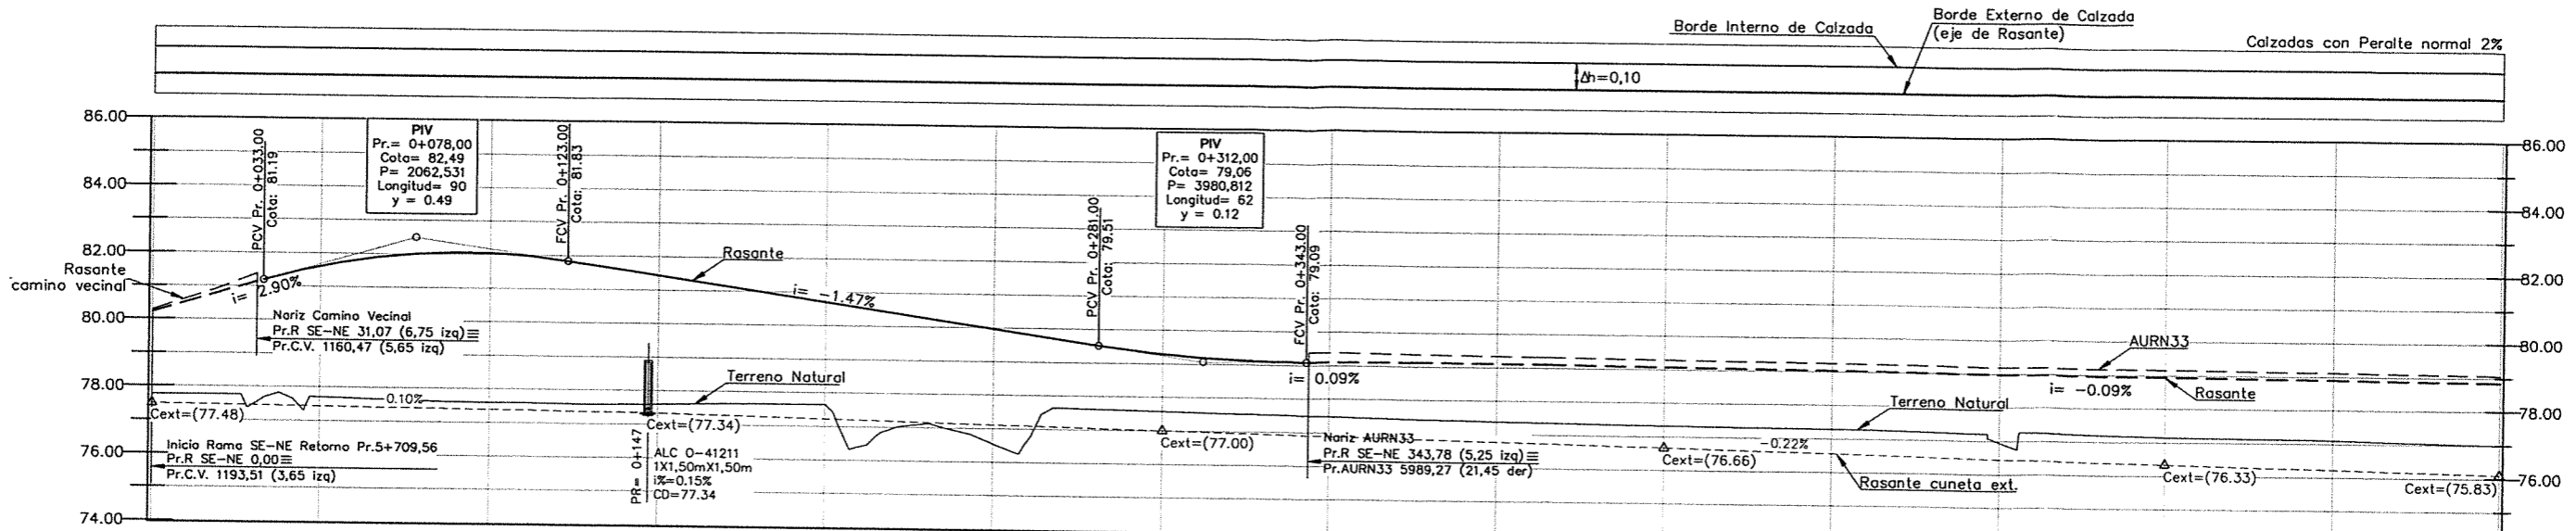 Borde Interno de Calzada
Borde Externo de Calzada
(eje de Rasante)
Calzadas con Peralte normal 2%
Δh=0,10
86.00
84.00
82.00
80.00
78.00
76.00
74.00
PCV Pr. 0+033.00
Cota: 81.19
PIV
Pr.= 0+078,00
Cota= 82,49
P= 2062,531
Longitud= 90
y = 0.49
FCV Pr. 0+123.00
Cota: 81.83
PCV Pr. 0+281.00
Cota: 79.51
PIV
Pr.= 0+312,00
Cota= 79,06
P= 3980,812
Longitud= 62
y = 0.12
FCV Pr. 0+343.00
Cota: 79.09
86.00
84.00
82.00
80.00
78.00
76.00
Rasante
camino vecinal
i= 2.90%
Rasante
i= -1.47%
Nariz Camino Vecinal
Pr.R SE-NE 31,07 (6,75 izq)≡
Pr.C.V. 1160,47 (5,65 izq)
AURN33
i= 0.09%
i= -0.09%
Rasante
Terreno Natural
0.10%
Cext=(77.48)
Cext=(77.34)
Cext=(77.00)
Terreno Natural
Inicio Rama SE-NE Retorno Pr.5+709,56
Pr.R SE-NE 0,00≡
Pr.C.V. 1193,51 (3,65 izq)
PR= 0+147
ALC O-41211
1X1,50mX1,50m
i%=0.15%
CD=77.34
Nariz AURN33
Pr.R SE-NE 343,78 (5,25 izq)≡
Pr.AURN33 5989,27 (21,45 der)
-0.22%
Cext=(76.66)
Rasante cuneta ext.
Cext=(76.33)
Cext=(75.83)